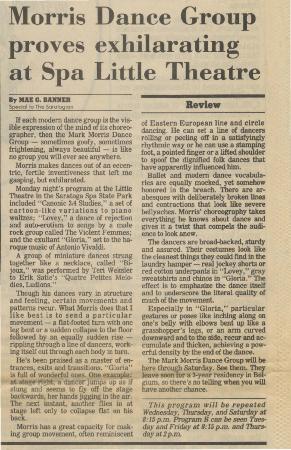 Morris Dance Group
proves exhilarating
at Spa Little Theatre
By MAE G. BANNER
Special to The Saratogian
If each modern dance group is the vis-
ible expression of the mind of its choreo-
grapher, then the Mark Morris Dance
Group — sometimes goofy, sometimes
frightening, always beautiful — is like
no group you will ever see anywhere.
Morris makes dances out of an eccen-
tric, fertile inventiveness that left me
gasping, but exhilarated.
Monday night's program at the Little
Theatre in the Saratoga Spa State Park
included "Canonic 3/4 Studies," a set of
cartoon-like variations to piano
waltzes; "Lovey," a dance of rejection
and auto-eroticism to songs by a male
rock group called The Violent Femmes;
and the exultant "Gloria," set to the ba-
roque music of Antonio Vivaldi.
A group of miniature dances strung
together like a necklace, called "Bi-
joux," was performed by Teri Weksler
to Erik Satie's "Quatre Petites Melo-
dies, Ludions."
Though his dances vary in structure
and feeling, certain movements and
patterns recur. What Morris does that I
like best is to send a particular
movement — a flat-footed turn with one
leg bent or a sudden collapse to the floor
followed by an equally sudden rise —
rippling through a line of dancers, work-
ing itself out through each body in turn.
He's been praised as a master of en-
trances, exits and transitions. "Gloria"
is full of wonderful ones. One example:
at stage right, a dancer jumps up as if
stung and seems to fly off the stage
backwards, her hands jigging in the air.
The next instant, another flies in at
stage left only to collapse flat on his
back.
Morris has a great capacity for mak-
ing group movement, often reminiscent
Review
of Eastern European line and circle
dancing. He can set a line of dancers
rolling or peeling off in a satisfyingly
rhythmic way or he can use a stamping
foot, a pointed finger or a lifted shoulder
to spoof the dignified folk dances that
have apparently influenced him.
Ballet and modern dance vocabula-
ries are equally mocked, yet somehow
honored in the breach. There are ar-
abesques with deliberately broken lines
and contractions that look like severe
bellyaches. Morris' choreography takes
everything he knows about dance and
gives it a twist that compels the audi-
ence to look anew.
The dancers are broad-backed, sturdy
and assured. Their costumes look like
the cleanest things they could find in the
laundry hamper — real jockey shorts or
red cotton underpants in "Lovey," gray
sweatshirts and chinos in "Gloria." The
effect is to emphasize the dance itself
and to underscore the literal quality of
much of the movement.
Especially in "Gloria," particular
gestures or poses like inching along on
one's belly with elbows bent up like a
grasshopper's legs, or an arm curved
downward and to the side, recur and ac-
cumulate and thicken, achieving a pow-
erful density by the end of the dance.
The Mark Morris Dance Group will be
here through Saturday. See them. They
leave soon for a 3-year residency in Bel-
gium, so there's no telling when you will
have another chance.
This program will be repeated
Wednesday, Thursday, and Saturday at
8:15 p.m. Program B can be seen Tues-
day and Friday at 8:15 p.m. and Thurs-
day at 2 p.m.